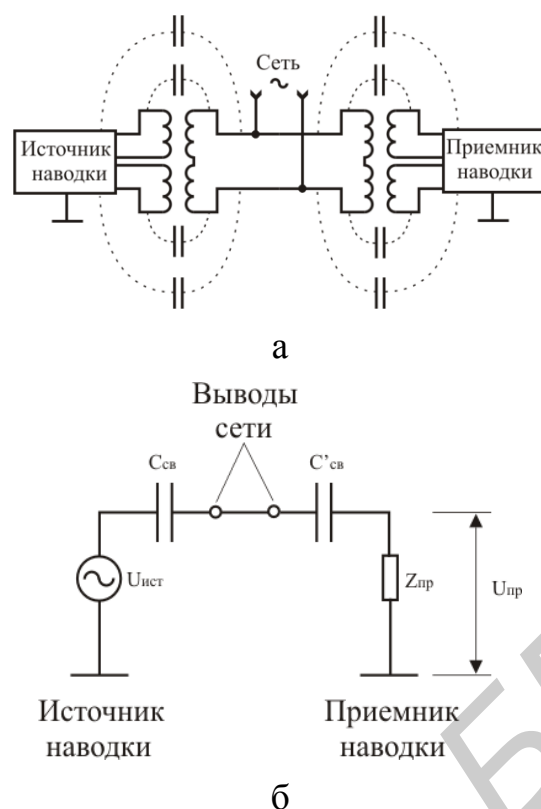 Сеть
Источник
наводки
Приемник
наводки
а
Выводы
сети
Cсв
C’св
Uист
Zпр
Uпр
Источник
наводки
Приемник
наводки
б